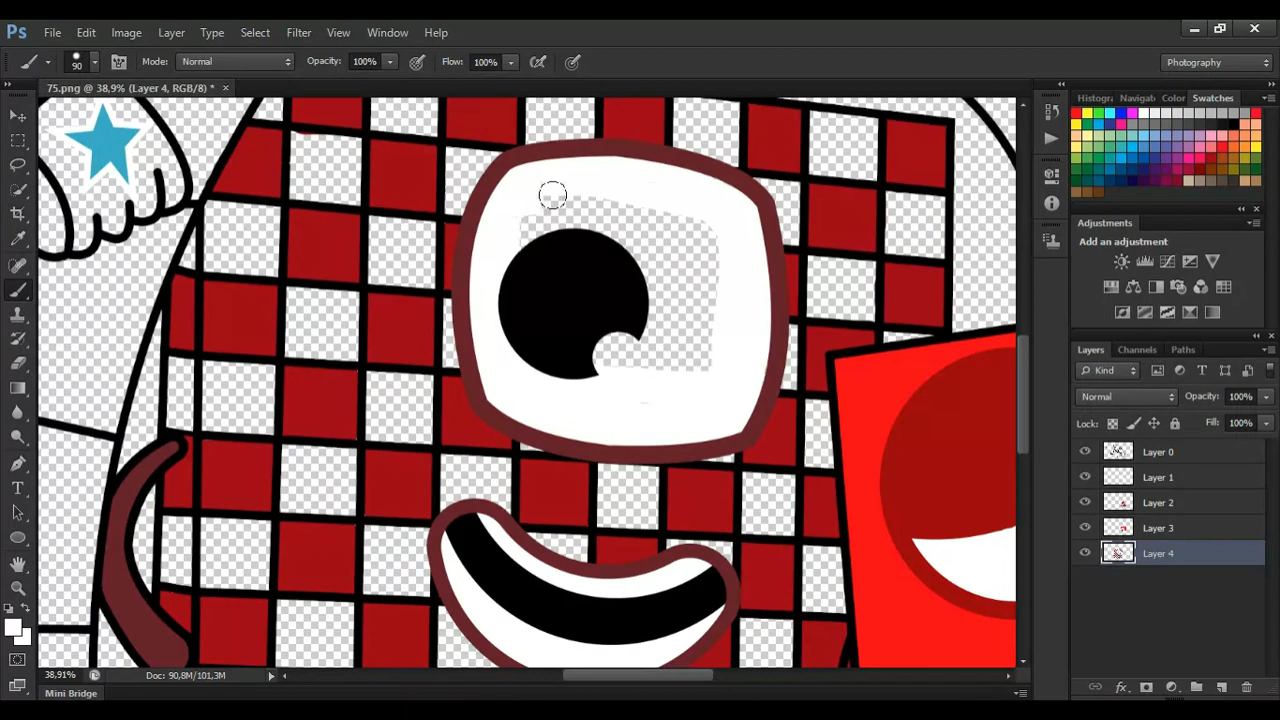 Ps File Edit Image Layer Type Select Filter View Window Help
90 Mode: Normal Opacity: 100% Flow: 100% Photography
75.png @ 38,9% (Layer 4, RGB/8) * ×
Histogr Navigat Color Swatches
Adjustments
Add an adjustment
Layers Channels Paths
Kind
Normal Opacity: 100%
Lock: Fill: 100%
Layer 0
Layer 1
Layer 2
Layer 3
Layer 4
T
38,91% Doc: 90,8M/101,3M
fx
Mini Bridge